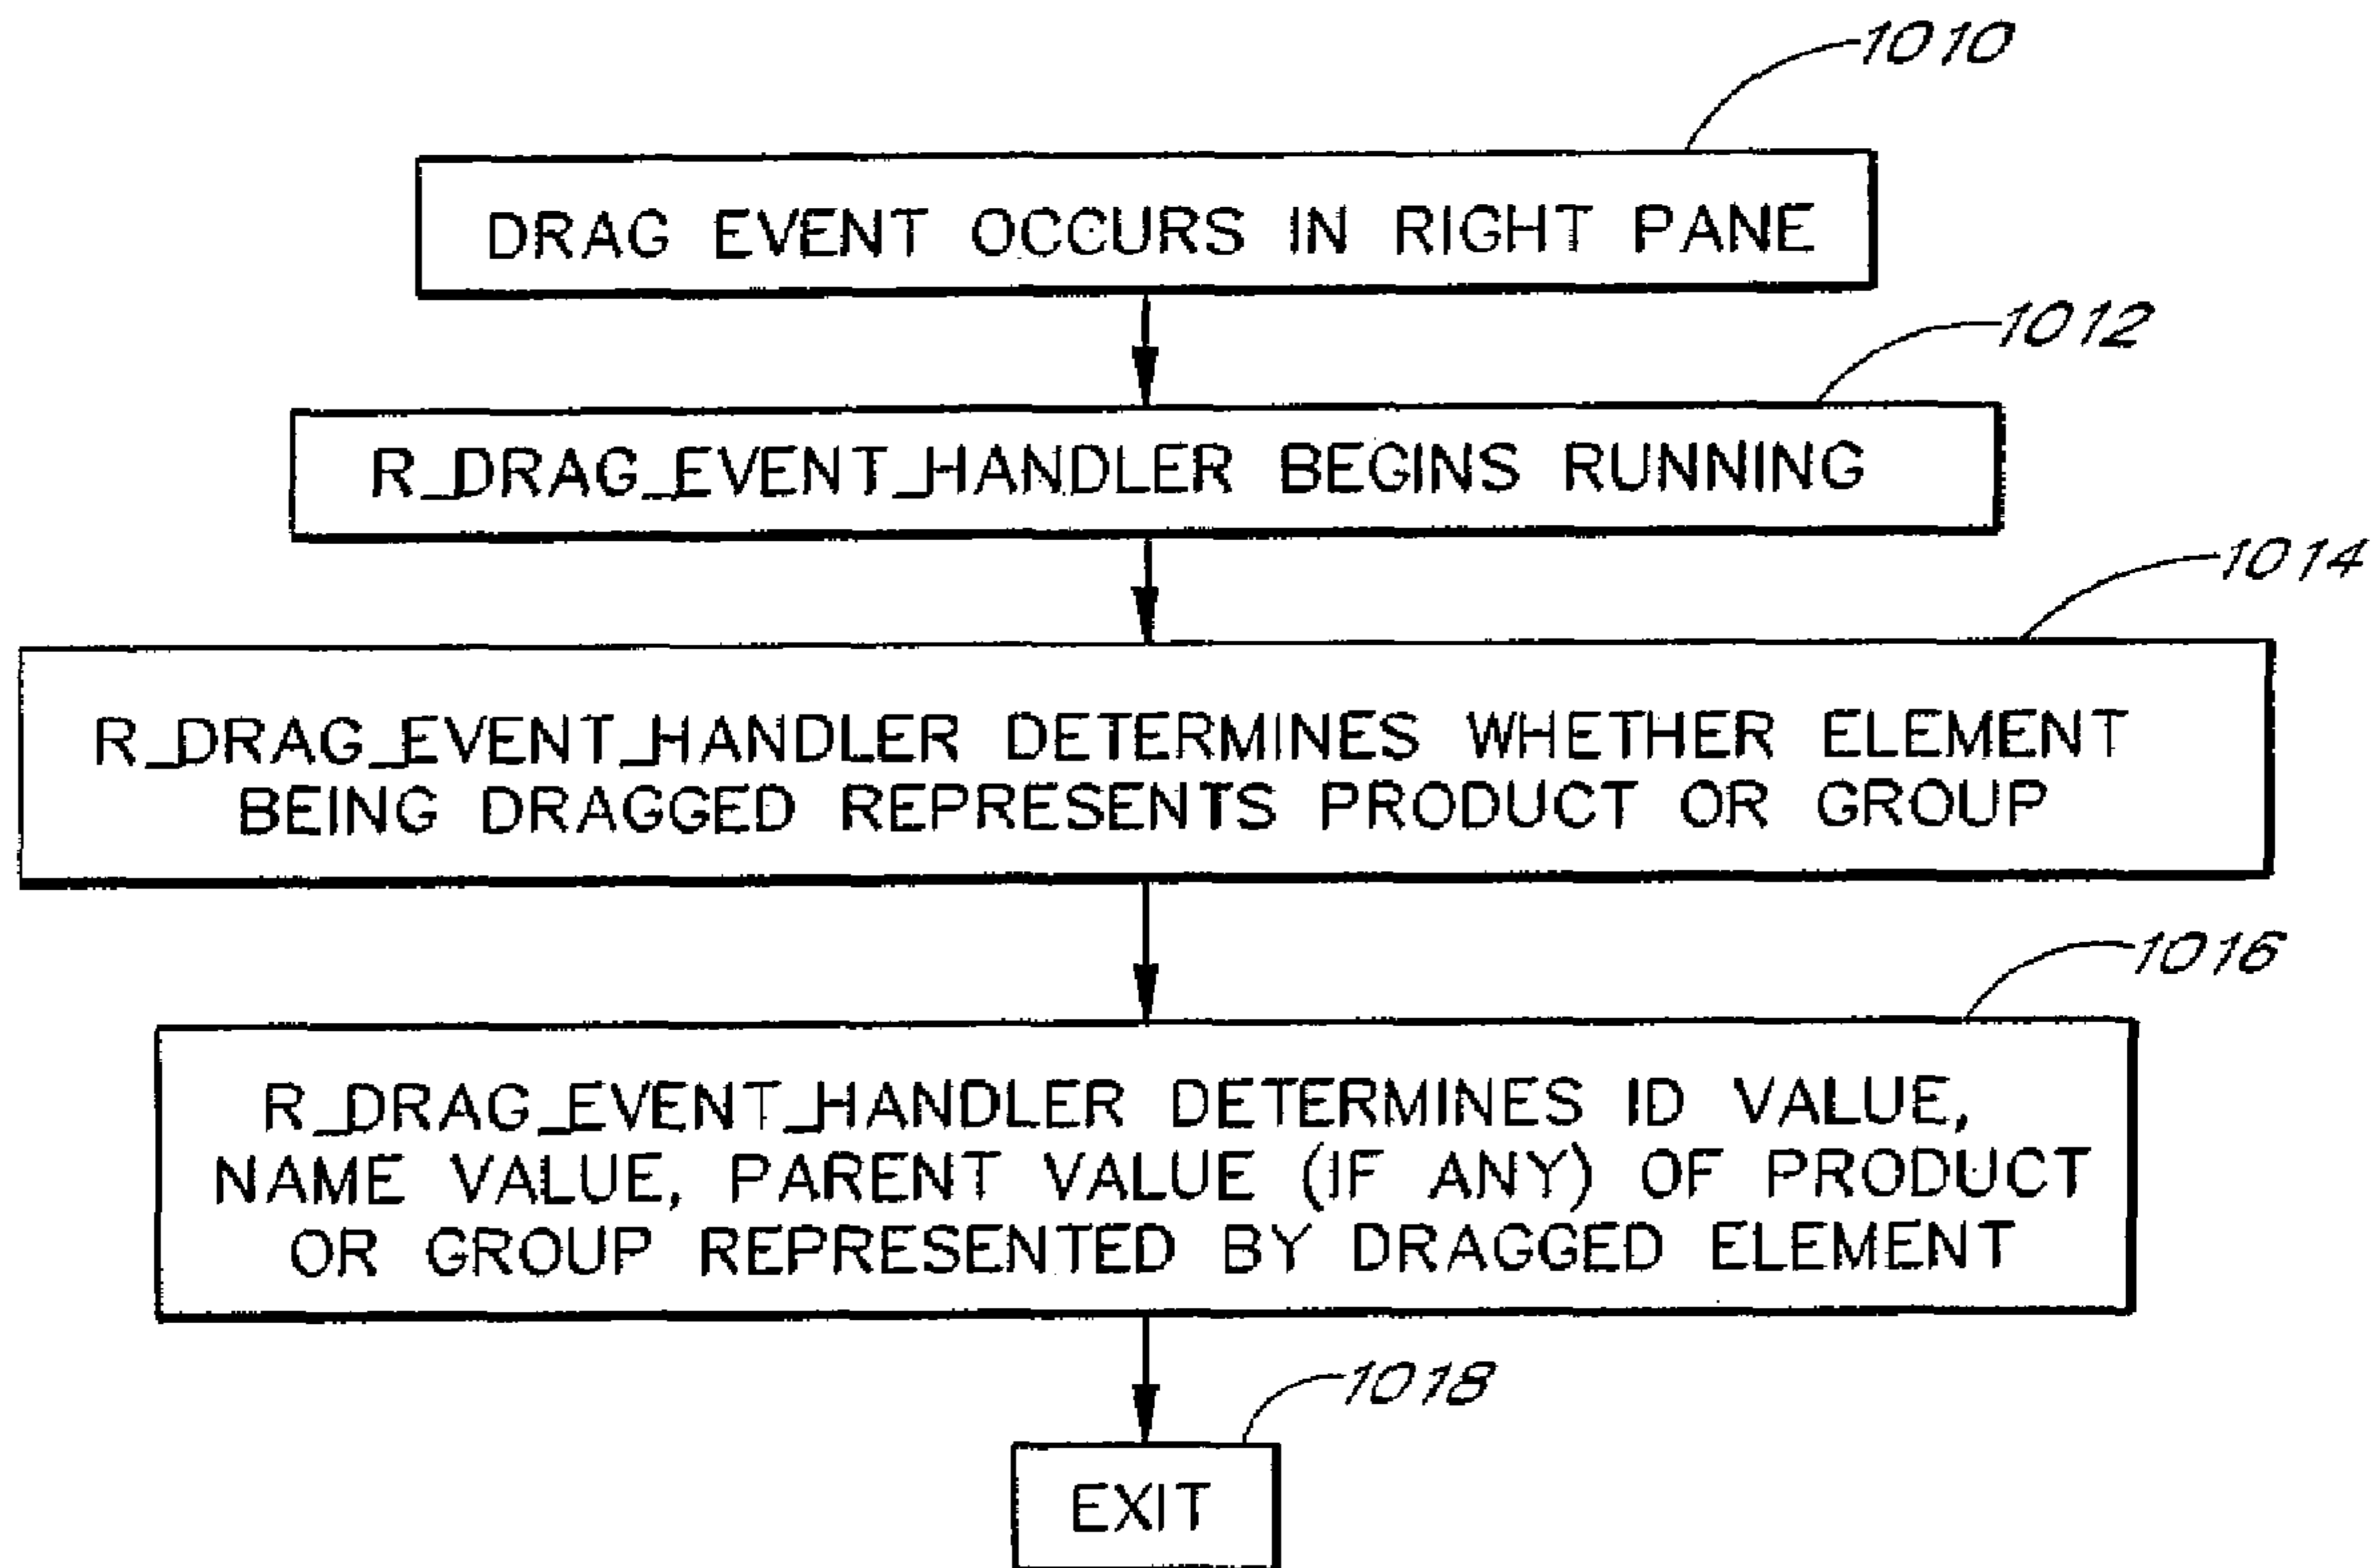 1010
DRAG EVENT OCCURS IN RIGHT PANE
1012
R_DRAG_EVENT_HANDLER BEGINS RUNNING
1014
R_DRAG_EVENT_HANDLER DETERMINES WHETHER ELEMENT
BEING DRAGGED REPRESENTS PRODUCT OR GROUP
1016
R_DRAG_EVENT_HANDLER DETERMINES ID VALUE,
NAME VALUE, PARENT VALUE (IF ANY) OF PRODUCT
OR GROUP REPRESENTED BY DRAGGED ELEMENT
1018
EXIT